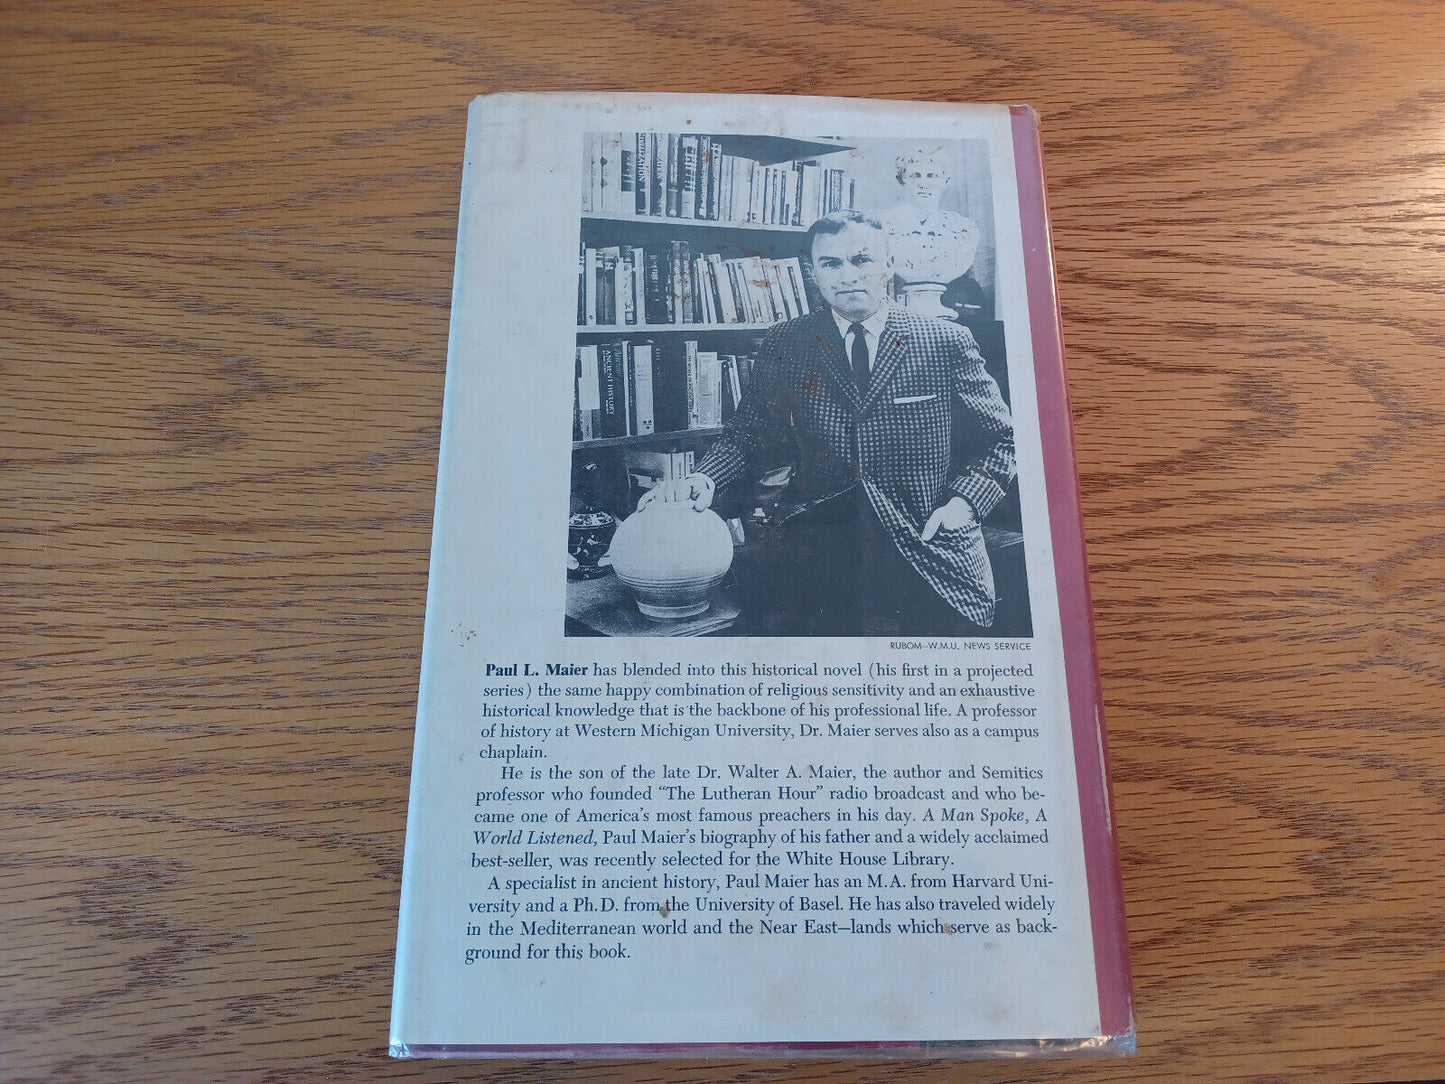 CIVILIZATION
ANCIENT HISTORY
RUBOM—W.M.U. NEWS SERVICE
Paul L. Maier has blended into this historical novel (his first in a projected
series) the same happy combination of religious sensitivity and an exhaustive
historical knowledge that is the backbone of his professional life. A professor
of history at Western Michigan University, Dr. Maier serves also as a campus
chaplain.
He is the son of the late Dr. Walter A. Maier, the author and Semitics
professor who founded “The Lutheran Hour” radio broadcast and who be-
came one of America's most famous preachers in his day. A Man Spoke, A
World Listened, Paul Maier's biography of his father and a widely acclaimed
best-seller, was recently selected for the White House Library.
A specialist in ancient history, Paul Maier has an M.A. from Harvard Uni-
versity and a Ph.D. from the University of Basel. He has also traveled widely
in the Mediterranean world and the Near East—lands which serve as back-
ground for this book.